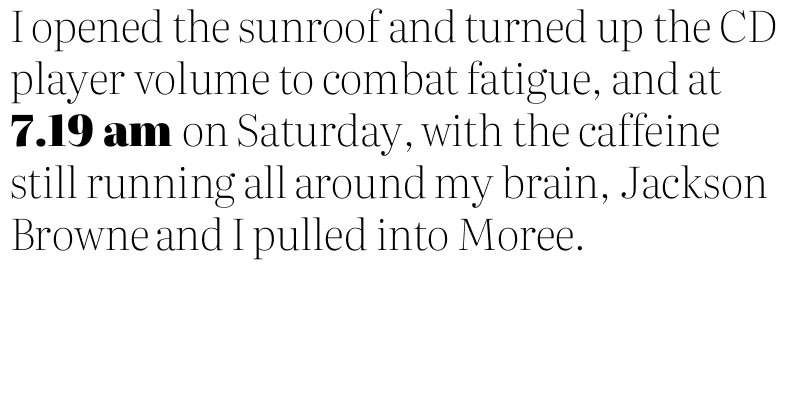 I opened the sunroof and turned up the CD
player volume to combat fatigue, and at
7.19 am on Saturday, with the caffeine
still running all around my brain, Jackson
Browne and I pulled into Moree.